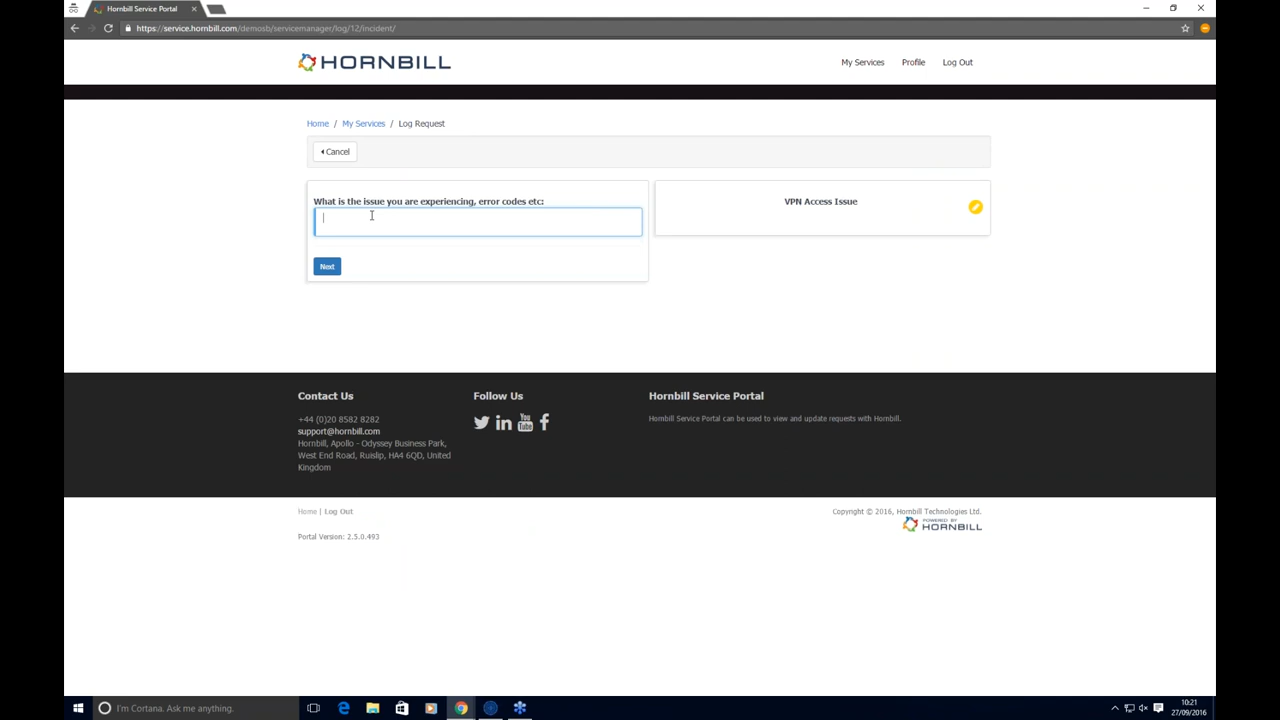 Hornbill Service Portal
https://service.hornbill.com/demosb/servicemanager/log/12/incident/
HORNBILL
My Services
Profile
Log Out
Home / My Services / Log Request
Cancel
What is the issue you are experiencing, error codes etc:
Next
VPN Access Issue
Contact Us
+44 (0)20 8582 8282
support@hornbill.com
Hornbill, Apollo - Odyssey Business Park,
West End Road, Ruislip, HA4 6QD, United
Kingdom
Follow Us
You
Tube
Hornbill Service Portal
Hornbill Service Portal can be used to view and update requests with Hornbill.
Home | Log Out
Copyright © 2016, Hornbill Technologies Ltd.
POWERED BY
HORNBILL
Portal Version: 2.5.0.493
I'm Cortana. Ask me anything.
10:21
27/09/2016